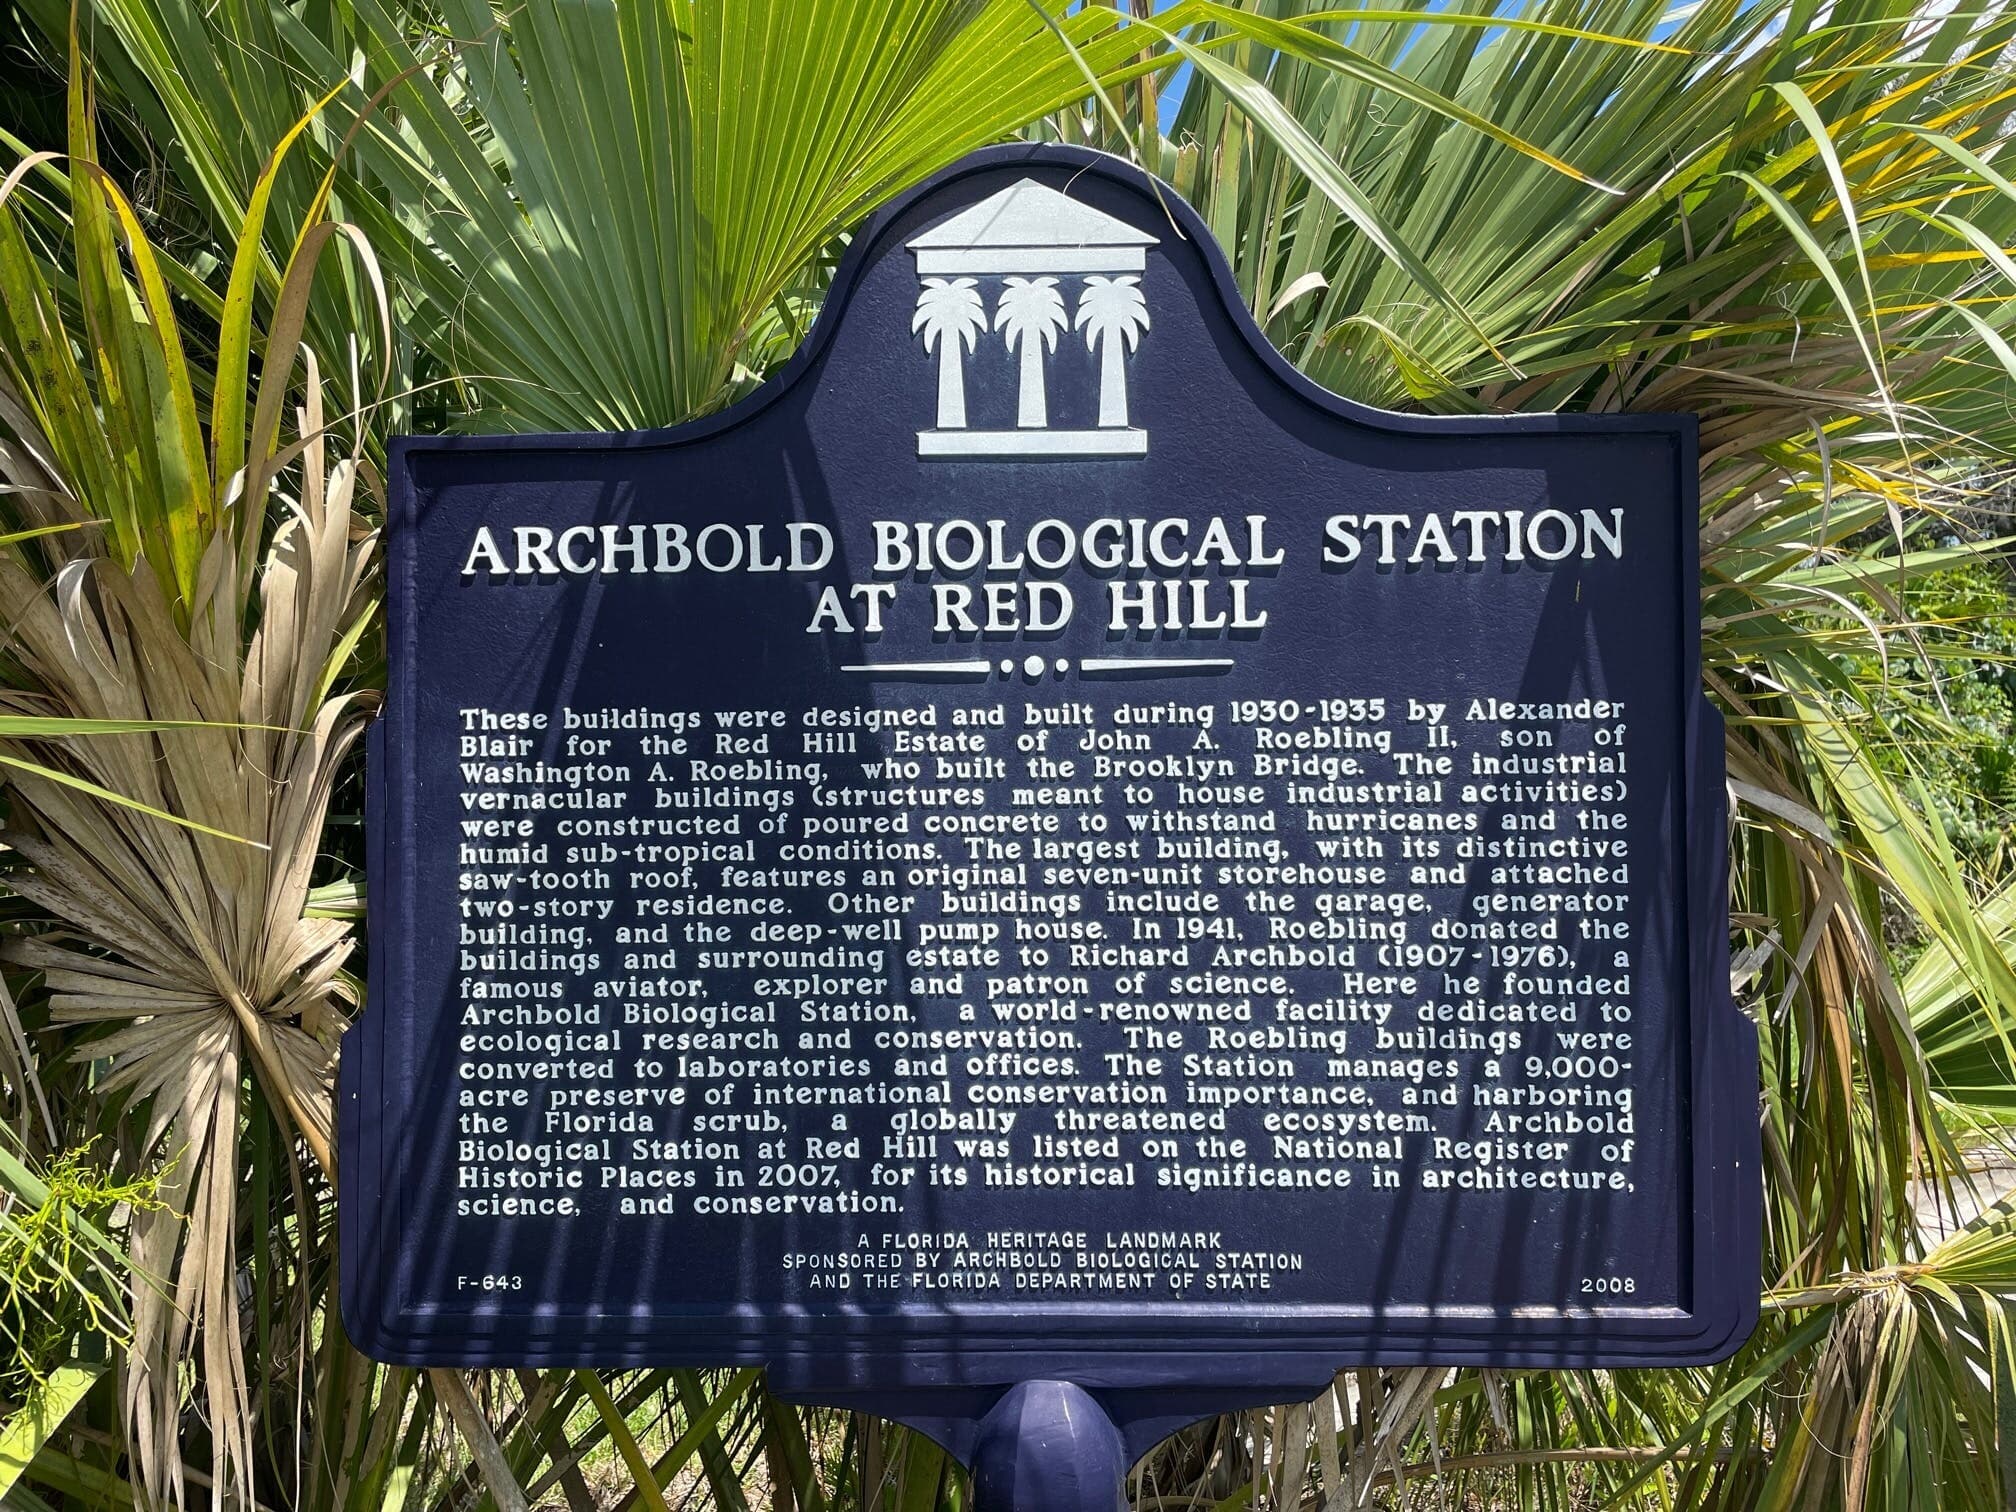 ARCHBOLD BIOLOGICAL STATION
AT RED HILL
These buildings were designed and built during 1930-1935 by Alexander
Blair for the Red Hill Estate of John A. Roebling II, son of
Washington A. Roebling, who built the Brooklyn Bridge. The industrial
vernacular buildings (structures meant to house industrial activities)
were constructed of poured concrete to withstand hurricanes and the
humid sub-tropical conditions. The largest building, with its distinctive
saw-tooth roof, features an original seven-unit storehouse and attached
two-story residence. Other buildings include the garage, generator
building, and the deep-well pump house. In 1941, Roebling donated the
buildings and surrounding estate to Richard Archbold (1907-1976), a
famous aviator, explorer and patron of science. Here he founded
Archbold Biological Station, a world-renowned facility dedicated to
ecological research and conservation. The Roebling buildings were
converted to laboratories and offices. The Station manages a 9,000-
acre preserve of international conservation importance, and harboring
the Florida scrub, a globally threatened ecosystem. Archbold
Biological Station at Red Hill was listed on the National Register of
Historic Places in 2007, for its historical significance in architecture,
science, and conservation.
A FLORIDA HERITAGE LANDMARK
SPONSORED BY ARCHBOLD BIOLOGICAL STATION
F-643 AND THE FLORIDA DEPARTMENT OF STATE 2008